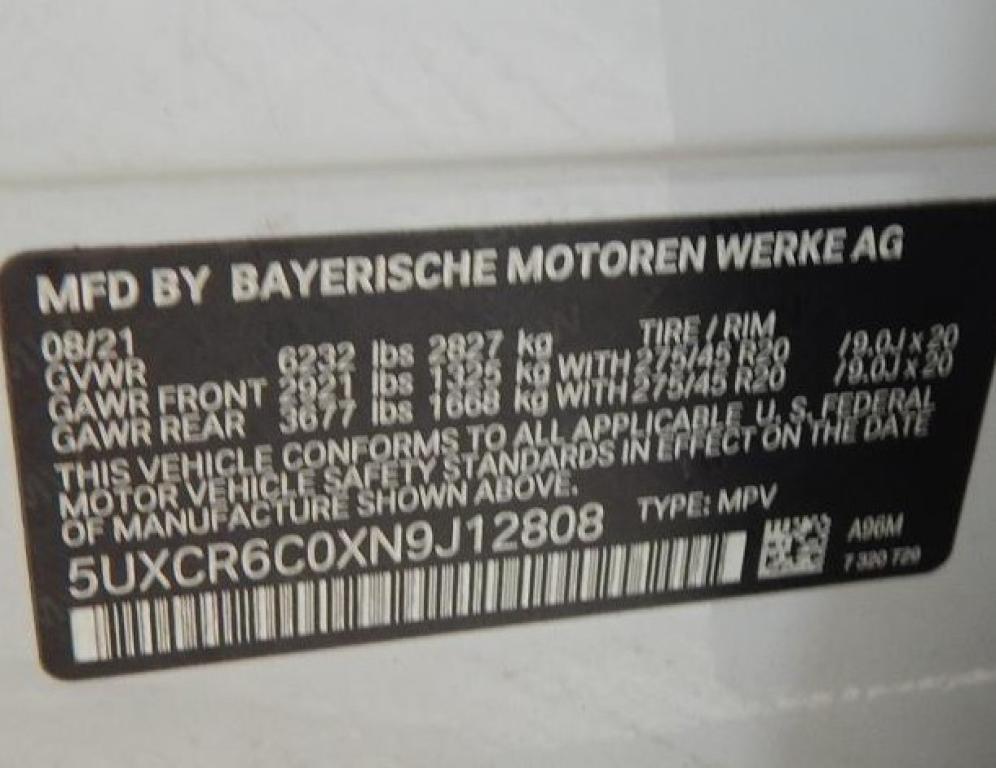 MFD BY BAYERISCHE MOTOREN WERKE AG
08/21 TIRE / RIM
GVWR 6232 lbs 2827 kg
GAWR FRONT 2921 lbs 1325 kg WITH 275/45 R20 /9.0J x 20
GAWR REAR 3677 lbs 1668 kg WITH 275/45 R20 /9.0J x 20
THIS VEHICLE CONFORMS TO ALL APPLICABLE U. S. FEDERAL
MOTOR VEHICLE SAFETY STANDARDS IN EFFECT ON THE DATE
OF MANUFACTURE SHOWN ABOVE.
5UXCR6C0XN9J12808 TYPE: MPV
A96M
7 320 726